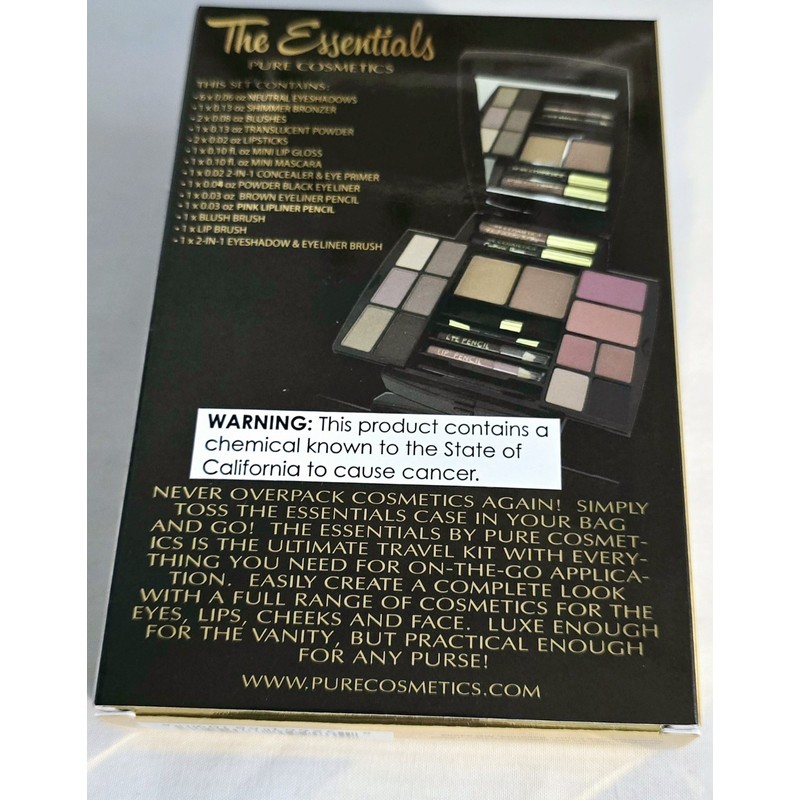 The Essentials
PURE COSMETICS
THIS SET CONTAINS:
- 6 x 0.06 oz NEUTRAL EYESHADOWS
- 1 x 0.13 oz SHIMMER BRONZER
- 2 x 0.08 oz BLUSHES
- 1 x 0.13 oz TRANSLUCENT POWDER
- 2 x 0.02 oz LIPSTICKS
- 1 x 0.10 fl. oz MINI LIP GLOSS
- 1 x 0.10 fl. oz MINI MASCARA
- 1 x 0.02 2-IN-1 CONCEALER & EYE PRIMER
- 1 x 0.04 oz POWDER BLACK EYELINER
- 1 x 0.03 oz BROWN EYELINER PENCIL
- 1 x 0.03 oz PINK LIPLINER PENCIL
- 1 x BLUSH BRUSH
- 1 x LIP BRUSH
- 1 x 2-IN-1 EYESHADOW & EYELINER BRUSH
EYE PENCIL
LIP PENCIL
WARNING: This product contains a
chemical known to the State of
California to cause cancer.
NEVER OVERPACK COSMETICS AGAIN! SIMPLY
TOSS THE ESSENTIALS CASE IN YOUR BAG
AND GO! THE ESSENTIALS BY PURE COSMET-
ICS IS THE ULTIMATE TRAVEL KIT WITH EVERY-
THING YOU NEED FOR ON-THE-GO APPLICA-
TION. EASILY CREATE A COMPLETE LOOK
WITH A FULL RANGE OF COSMETICS FOR THE
EYES, LIPS, CHEEKS AND FACE. LUXE ENOUGH
FOR THE VANITY, BUT PRACTICAL ENOUGH
FOR ANY PURSE!
WWW.PURECOSMETICS.COM